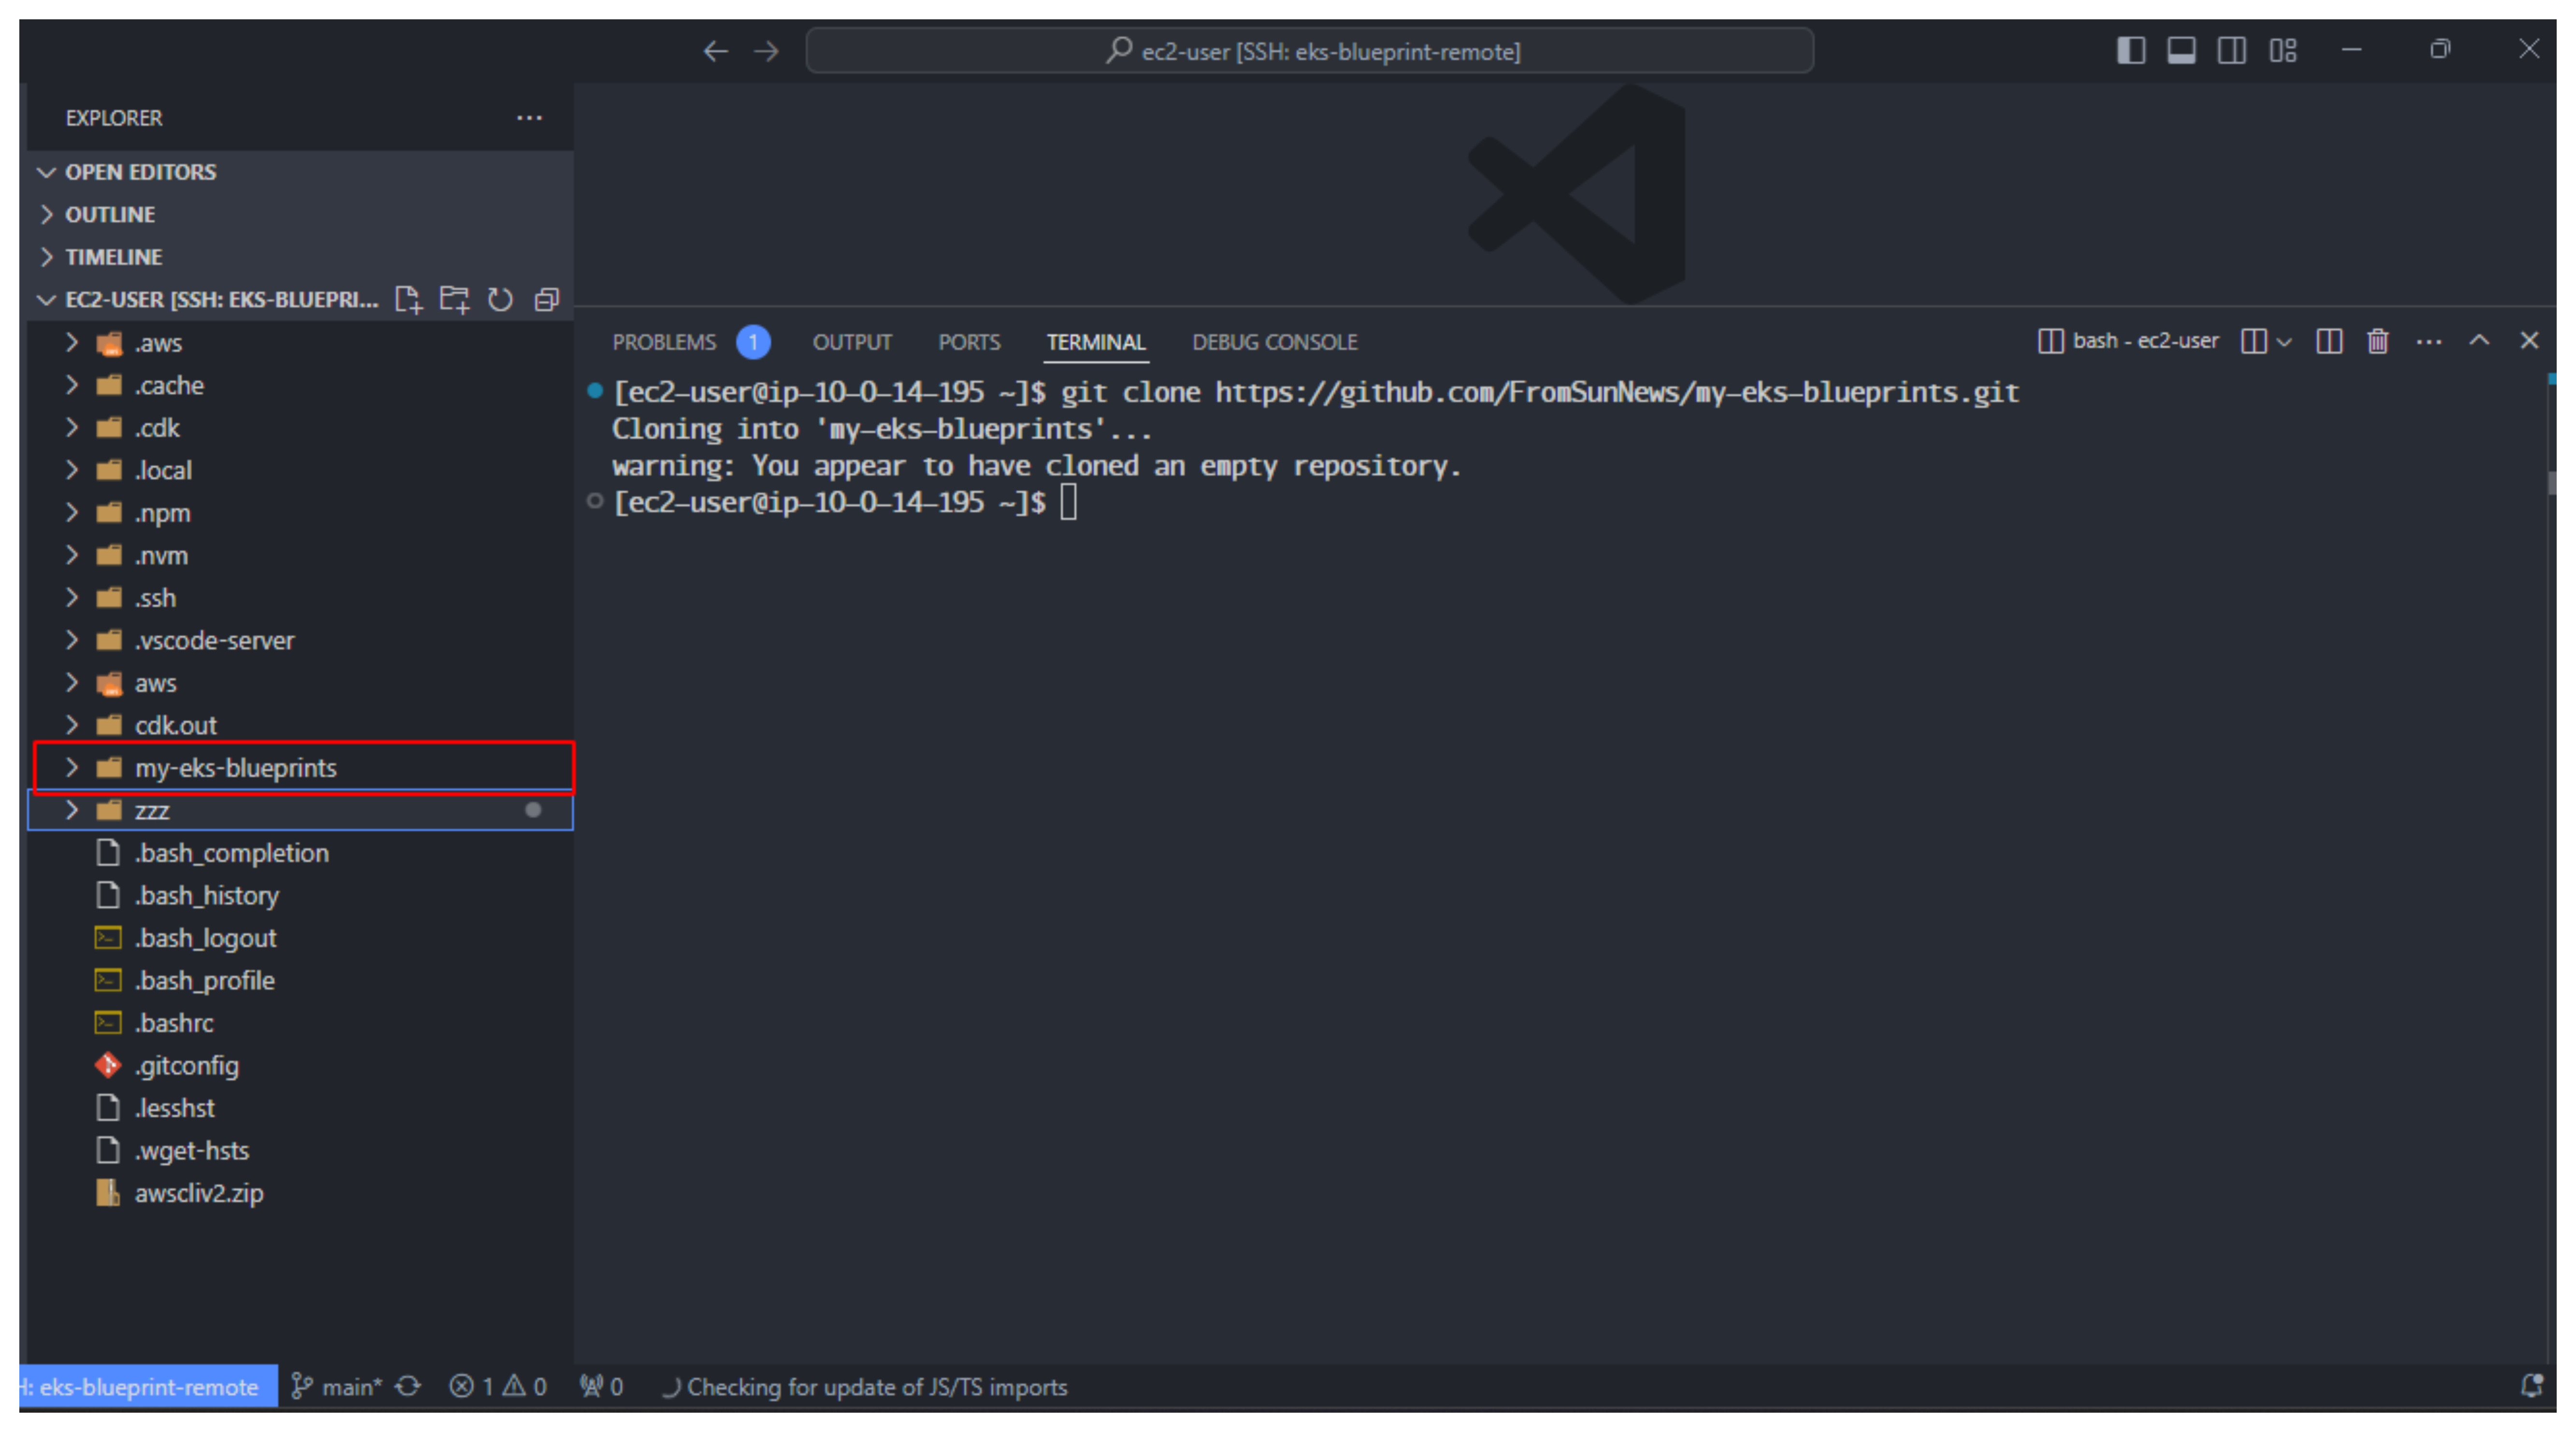 ec2-user [SSH: eks-blueprint-remote]
EXPLORER
OPEN EDITORS
OUTLINE
TIMELINE
EC2-USER [SSH: EKS-BLUEPRI...
.aws
.cache
.cdk
.local
.npm
.nvm
.ssh
.vscode-server
aws
cdk.out
my-eks-blueprints
zzz
.bash_completion
.bash_history
.bash_logout
.bash_profile
.bashrc
.gitconfig
.lesshst
.wget-hsts
awscliv2.zip
PROBLEMS 1 OUTPUT PORTS TERMINAL DEBUG CONSOLE bash - ec2-user
[ec2-user@ip-10-0-14-195 ~]$ git clone https://github.com/FromSunNews/my-eks-blueprints.git
Cloning into 'my-eks-blueprints'...
warning: You appear to have cloned an empty repository.
[ec2-user@ip-10-0-14-195 ~]$
H: eks-blueprint-remote main* 1 0 0 Checking for update of JS/TS imports